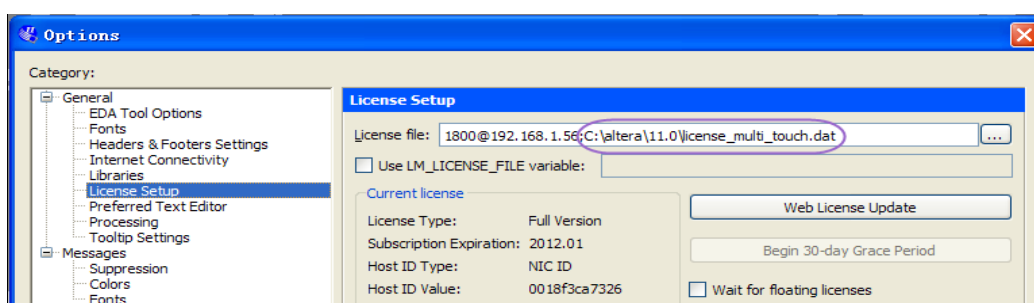 Options
Category:
General
EDA Tool Options
Fonts
Headers & Footers Settings
Internet Connectivity
Libraries
License Setup
Preferred Text Editor
Processing
Tooltip Settings
Messages
Suppression
Colors
Fonts
License Setup
License file: 1800@192.168.1.56;C:\altera\11.0\license_multi_touch.dat ...
Use LM_LICENSE_FILE variable:
Current license
License Type: Full Version
Subscription Expiration: 2012.01
Host ID Type: NIC ID
Host ID Value: 0018f3ca7326
Web License Update
Begin 30-day Grace Period
Wait for floating licenses